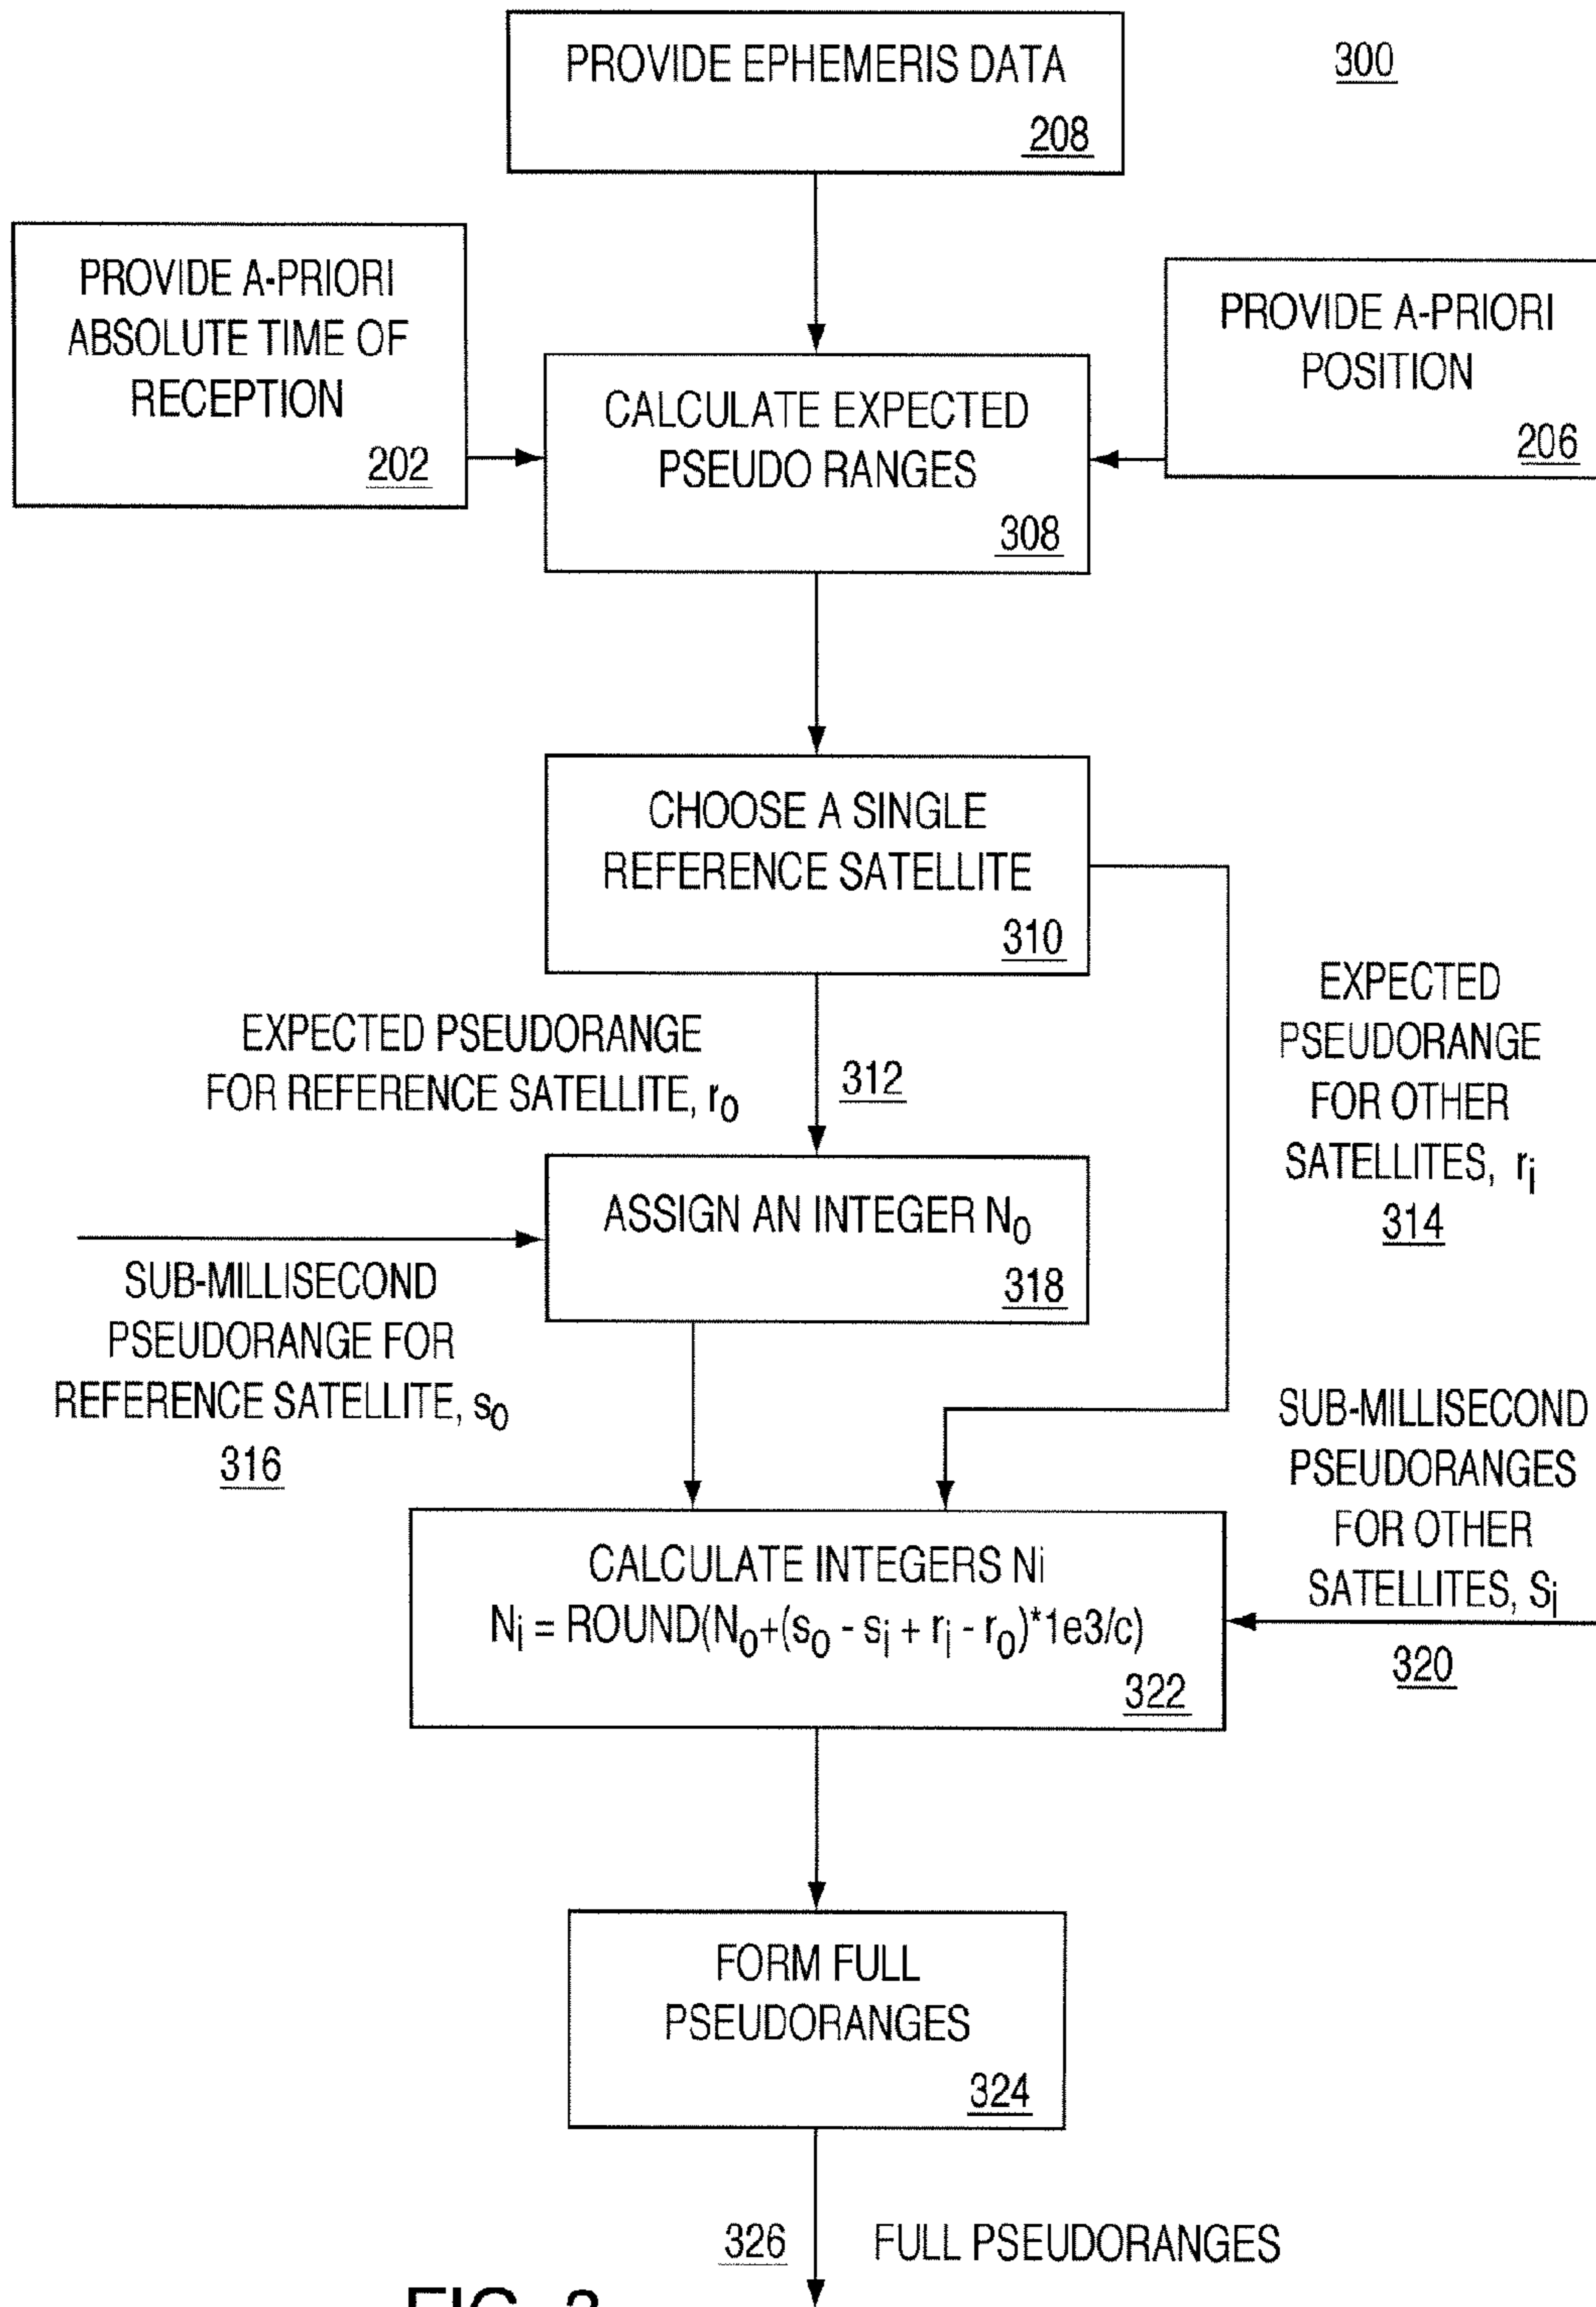 PROVIDE EPHEMERIS DATA
208
300
PROVIDE A-PRIORI
ABSOLUTE TIME OF
RECEPTION
202
CALCULATE EXPECTED
PSEUDO RANGES
308
PROVIDE A-PRIORI
POSITION
206
CHOOSE A SINGLE
REFERENCE SATELLITE
310
EXPECTED PSEUDORANGE
FOR REFERENCE SATELLITE, r₀
312
EXPECTED
PSEUDORANGE
FOR OTHER
SATELLITES, rᵢ
314
ASSIGN AN INTEGER N₀
318
SUB-MILLISECOND
PSEUDORANGE FOR
REFERENCE SATELLITE, s₀
316
SUB-MILLISECOND
PSEUDORANGES
FOR OTHER
SATELLITES, Sᵢ
320
CALCULATE INTEGERS Ni
Nᵢ = ROUND(N₀+(s₀ - sᵢ + rᵢ - r₀)*1e3/c)
322
FORM FULL
PSEUDORANGES
324
326
FULL PSEUDORANGES
FIG. 3